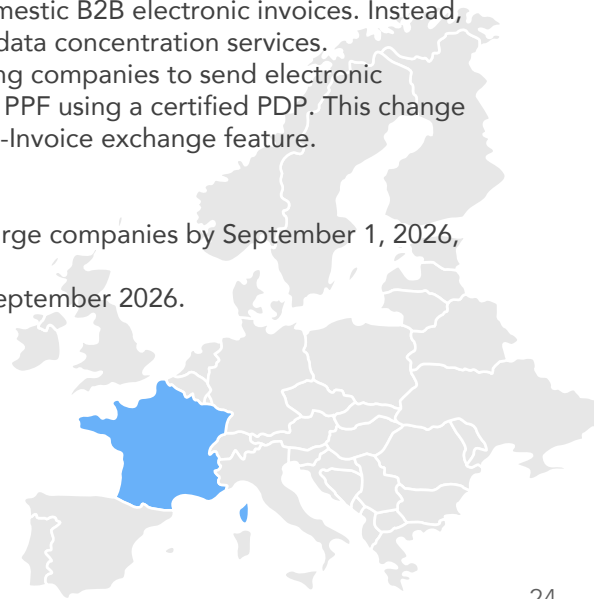 mestic B2B electronic invoices. Instead,
data concentration services.
ng companies to send electronic
PPF using a certified PDP. This change
-Invoice exchange feature.
arge companies by September 1, 2026,
eptember 2026.
24